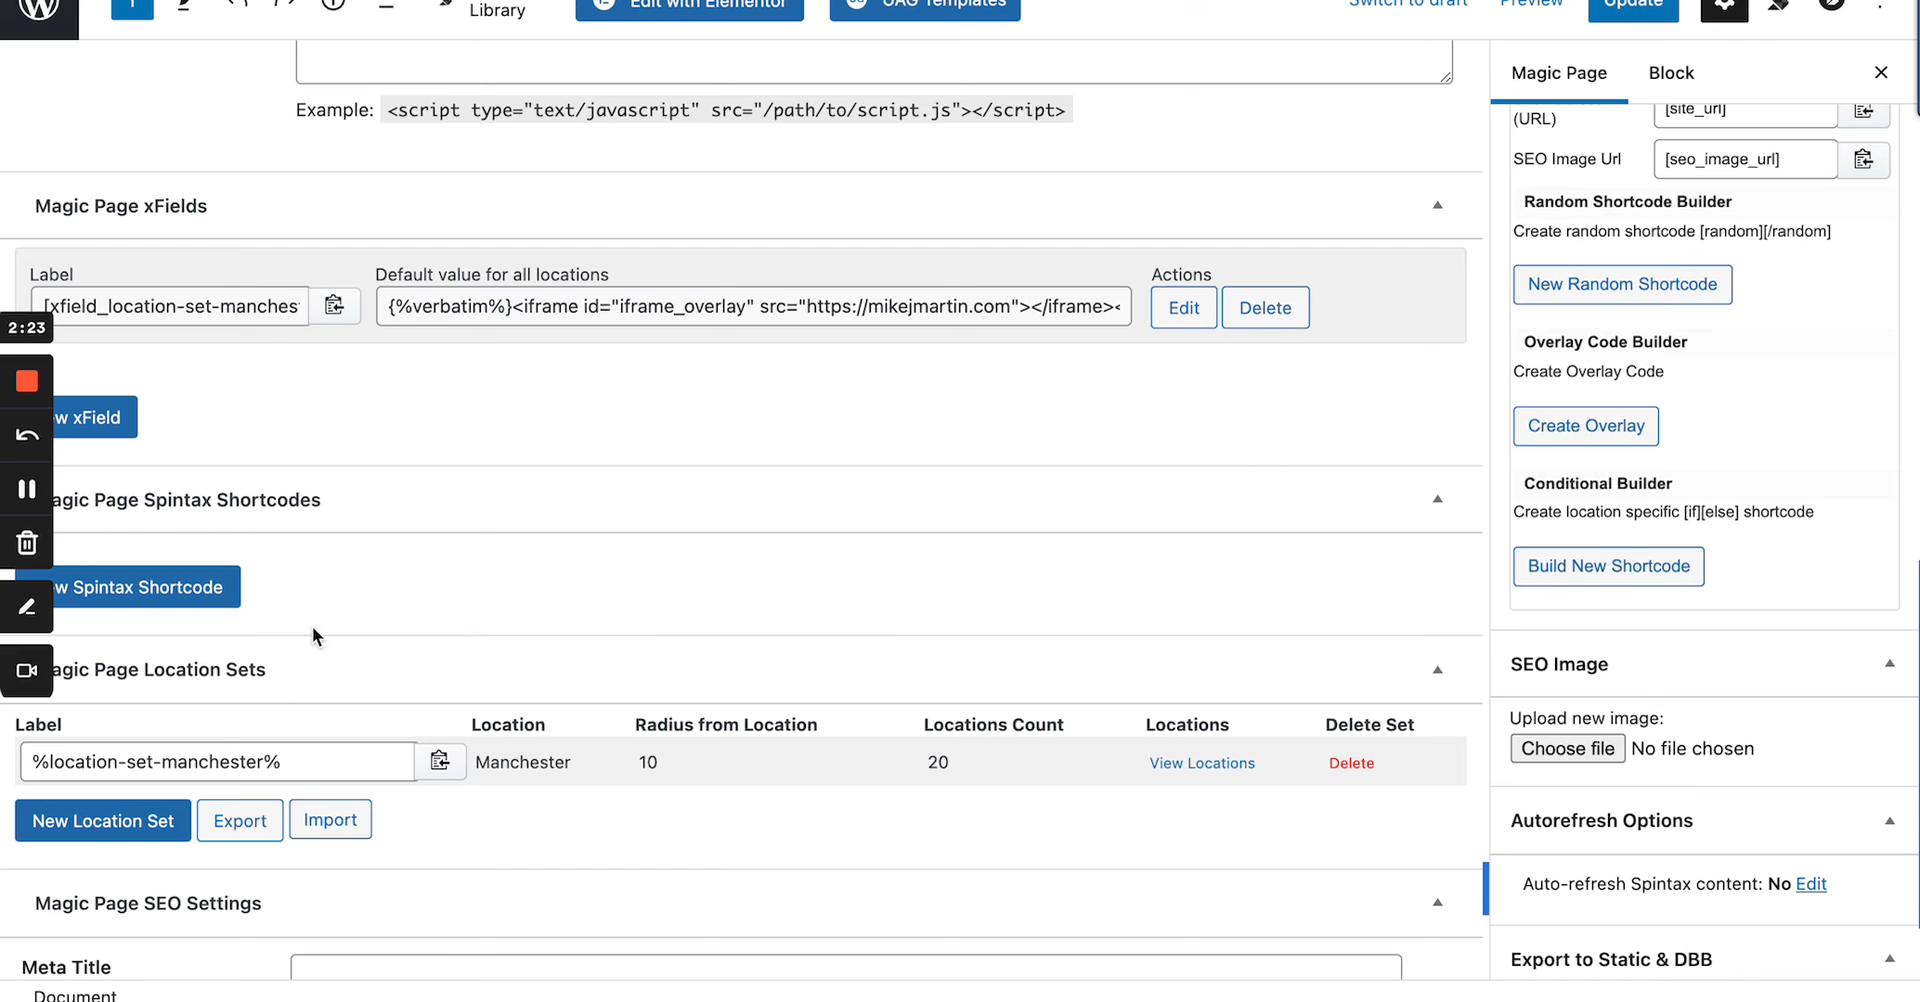 Library
Edit with Elementor
UAG Templates
Switch to draft
Preview
Update
Example: <script type="text/javascript" src="/path/to/script.js"></script>
Magic Page xFields
Label
Default value for all locations
Actions
[xfield_location-set-manches
{%verbatim%}<iframe id="iframe_overlay" src="https://mikejmartin.com"></iframe><
Edit
Delete
2:23
w xField
agic Page Spintax Shortcodes
w Spintax Shortcode
agic Page Location Sets
Label
Location
Radius from Location
Locations Count
Locations
Delete Set
%location-set-manchester%
Manchester
10
20
View Locations
Delete
New Location Set
Export
Import
Magic Page SEO Settings
Meta Title
Document
Magic Page
Block
(URL)
[site_url]
SEO Image Url
[seo_image_url]
Random Shortcode Builder
Create random shortcode [random][/random]
New Random Shortcode
Overlay Code Builder
Create Overlay Code
Create Overlay
Conditional Builder
Create location specific [if][else] shortcode
Build New Shortcode
SEO Image
Upload new image:
Choose file No file chosen
Autorefresh Options
Auto-refresh Spintax content: No Edit
Export to Static & DBB